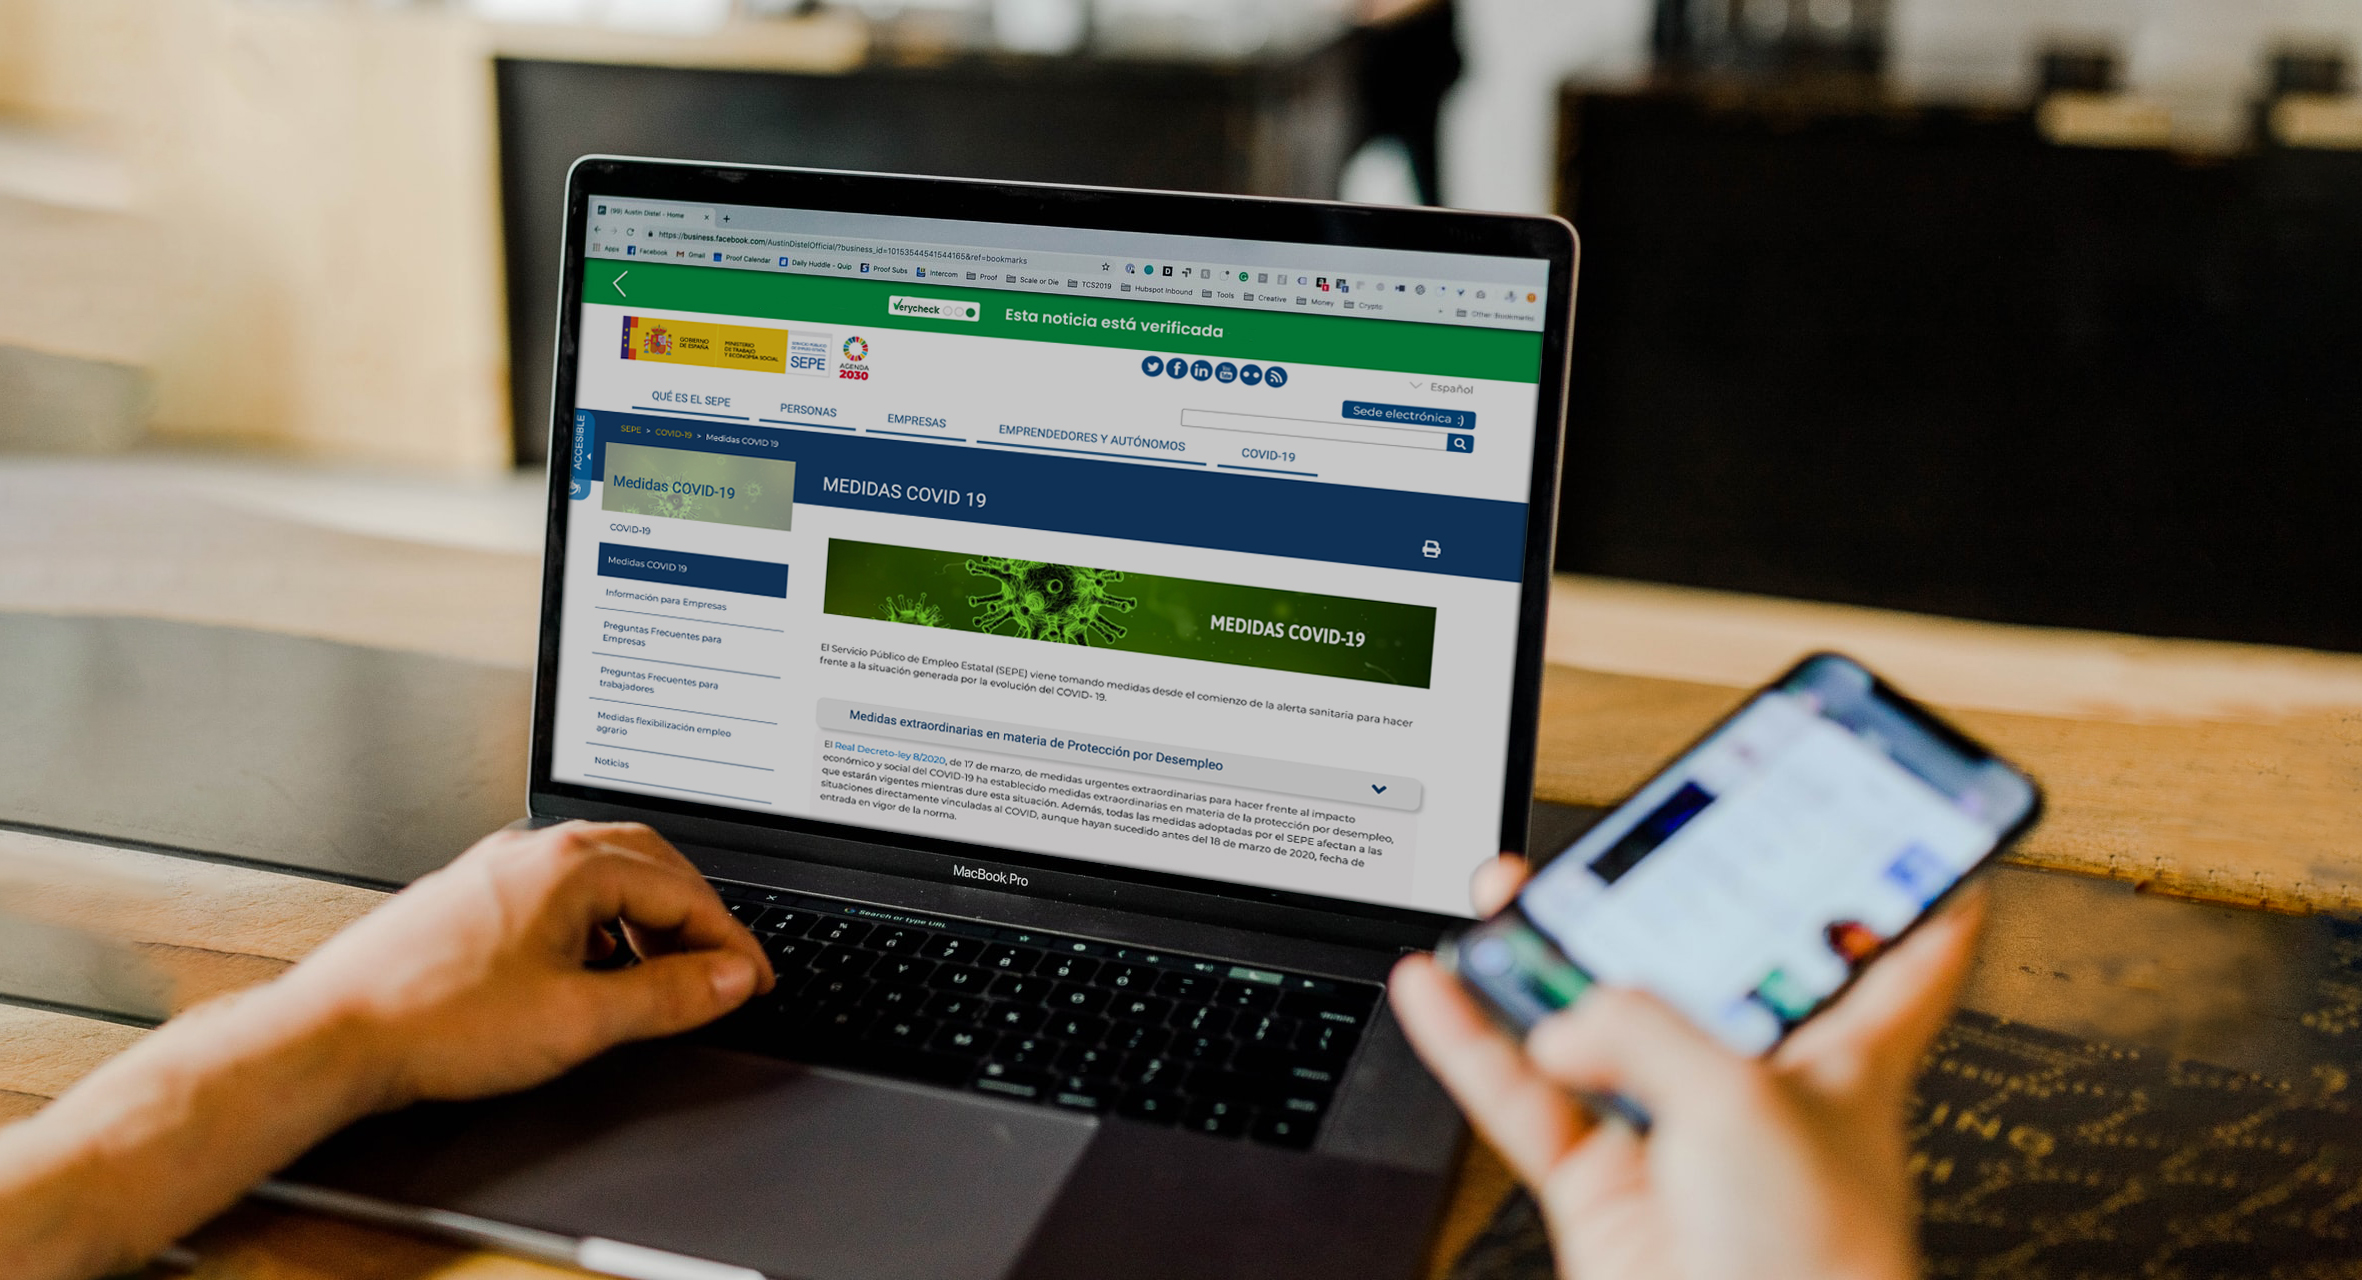 (99) Austin Distel - Home
https://business.facebook.com/AustinDistelOfficial/?business_id=10153544541544165&ref=bookmarks
Apps Facebook Gmail Proof Calendar Daily Huddle - Quip Proof Subs Intercom Proof Scale or Die TCS2019 Hubspot Inbound Tools Creative Money Crypto Other Bookmarks
Verycheck Esta noticia está verificada
GOBIERNO
DE ESPAÑA
MINISTERIO
DE TRABAJO
Y ECONOMÍA SOCIAL
SERVICIO PÚBLICO
DE EMPLEO ESTATAL
SEPE
AGENDA
2030
Español
Sede electrónica :)
QUÉ ES EL SEPE PERSONAS EMPRESAS EMPRENDEDORES Y AUTÓNOMOS COVID-19
ACCESIBLE
SEPE > COVID-19 > Medidas COVID 19
Medidas COVID-19
COVID-19
Medidas COVID 19
Información para Empresas
Preguntas Frecuentes para
Empresas
Preguntas Frecuentes para
trabajadores
Medidas flexibilización empleo
agrario
Noticias
MEDIDAS COVID 19
MEDIDAS COVID-19
El Servicio Público de Empleo Estatal (SEPE) viene tomando medidas desde el comienzo de la alerta sanitaria para hacer
frente a la situación generada por la evolución del COVID- 19.
Medidas extraordinarias en materia de Protección por Desempleo
El Real Decreto-ley 8/2020, de 17 de marzo, de medidas urgentes extraordinarias para hacer frente al impacto
económico y social del COVID-19 ha establecido medidas extraordinarias en materia de la protección por desempleo,
que estarán vigentes mientras dure esta situación. Además, todas las medidas adoptadas por el SEPE afectan a las
situaciones directamente vinculadas al COVID, aunque hayan sucedido antes del 18 de marzo de 2020, fecha de
entrada en vigor de la norma.
MacBook Pro
Search or type URL